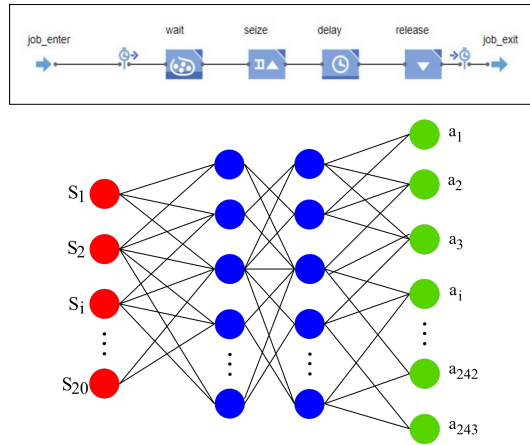 wait seize delay release
job_enter job_exit
a1
S1 a2
S2 a3
Si ai
S20 a242
a243